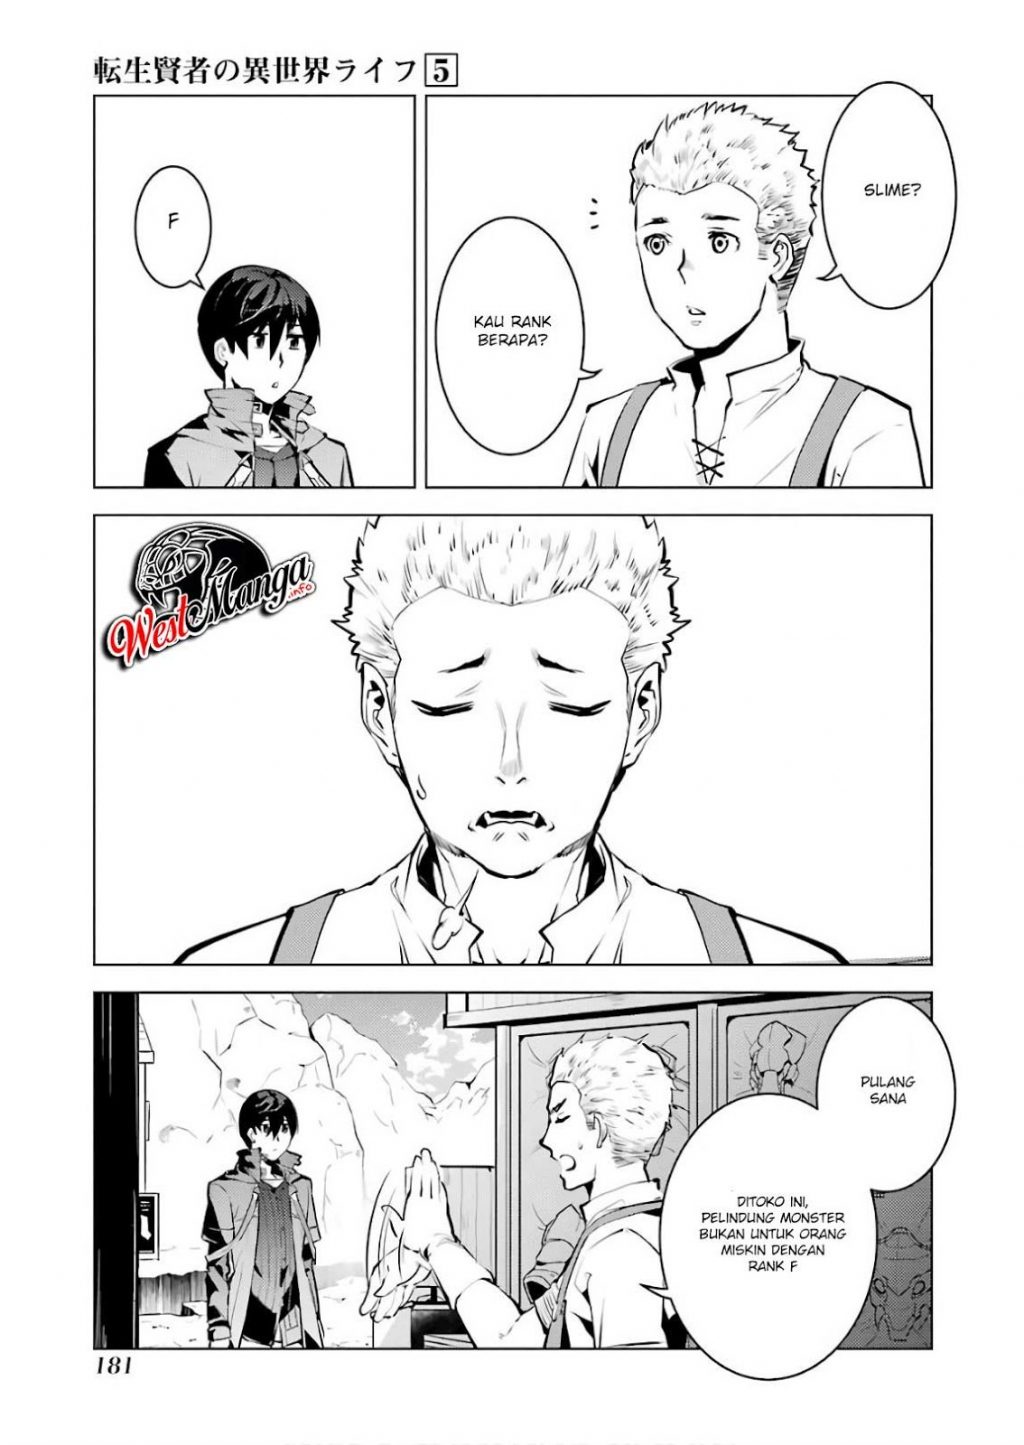 転生賢者の異世界ライフ 5
SLIME?
KAU RANK
BERAPA?
F
WestManga
.info
PULANG
SANA
DITOKO INI,
PELINDUNG MONSTER
BUKAN UNTUK ORANG
MISKIN DENGAN
RANK F
181